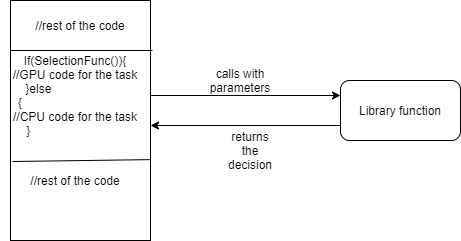 //rest of the code
If(SelectionFunc()){
//GPU code for the task
}else
{
//CPU code for the task
}
//rest of the code
calls with
parameters
returns
the
decision
Library function